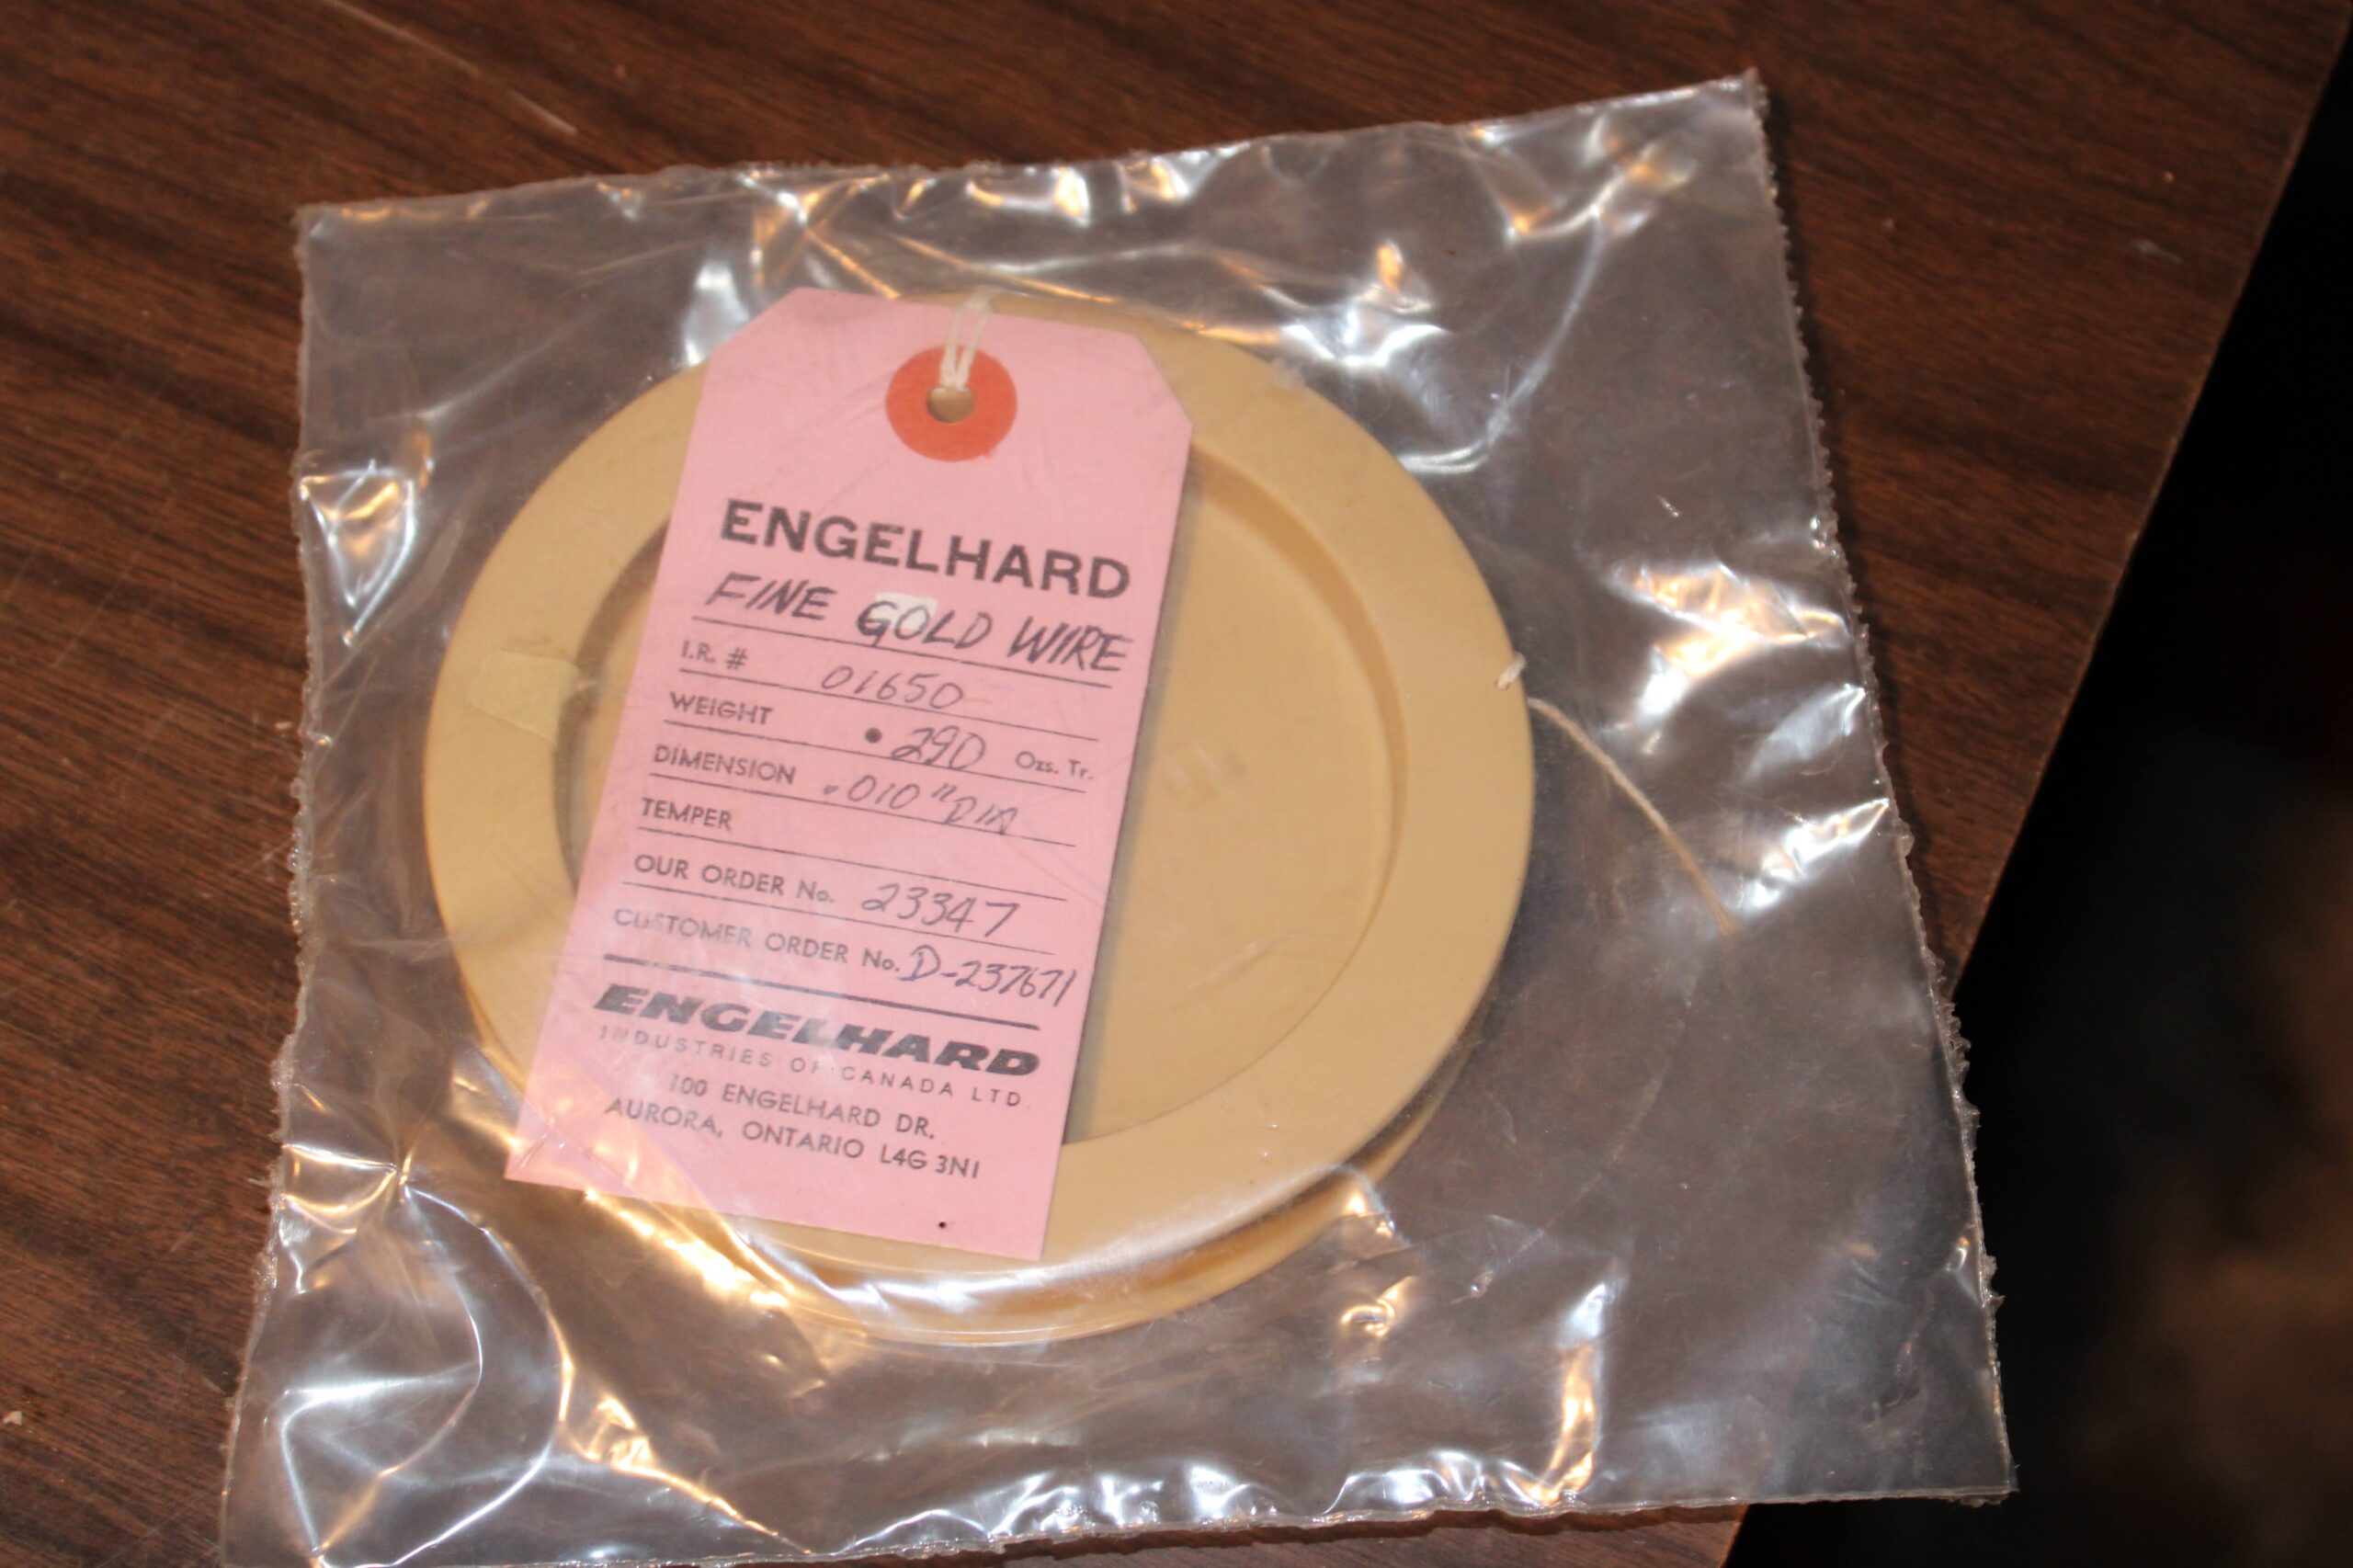 ENGELHARD
FINE GOLD WIRE
I.R. # 01650
WEIGHT .290 Ozs. Tr.
DIMENSION .010" DIA
TEMPER
OUR ORDER No. 23347
CUSTOMER ORDER No. D-237671
ENGELHARD
INDUSTRIES OF CANADA LTD
100 ENGELHARD DR.
AURORA, ONTARIO L4G 3N1